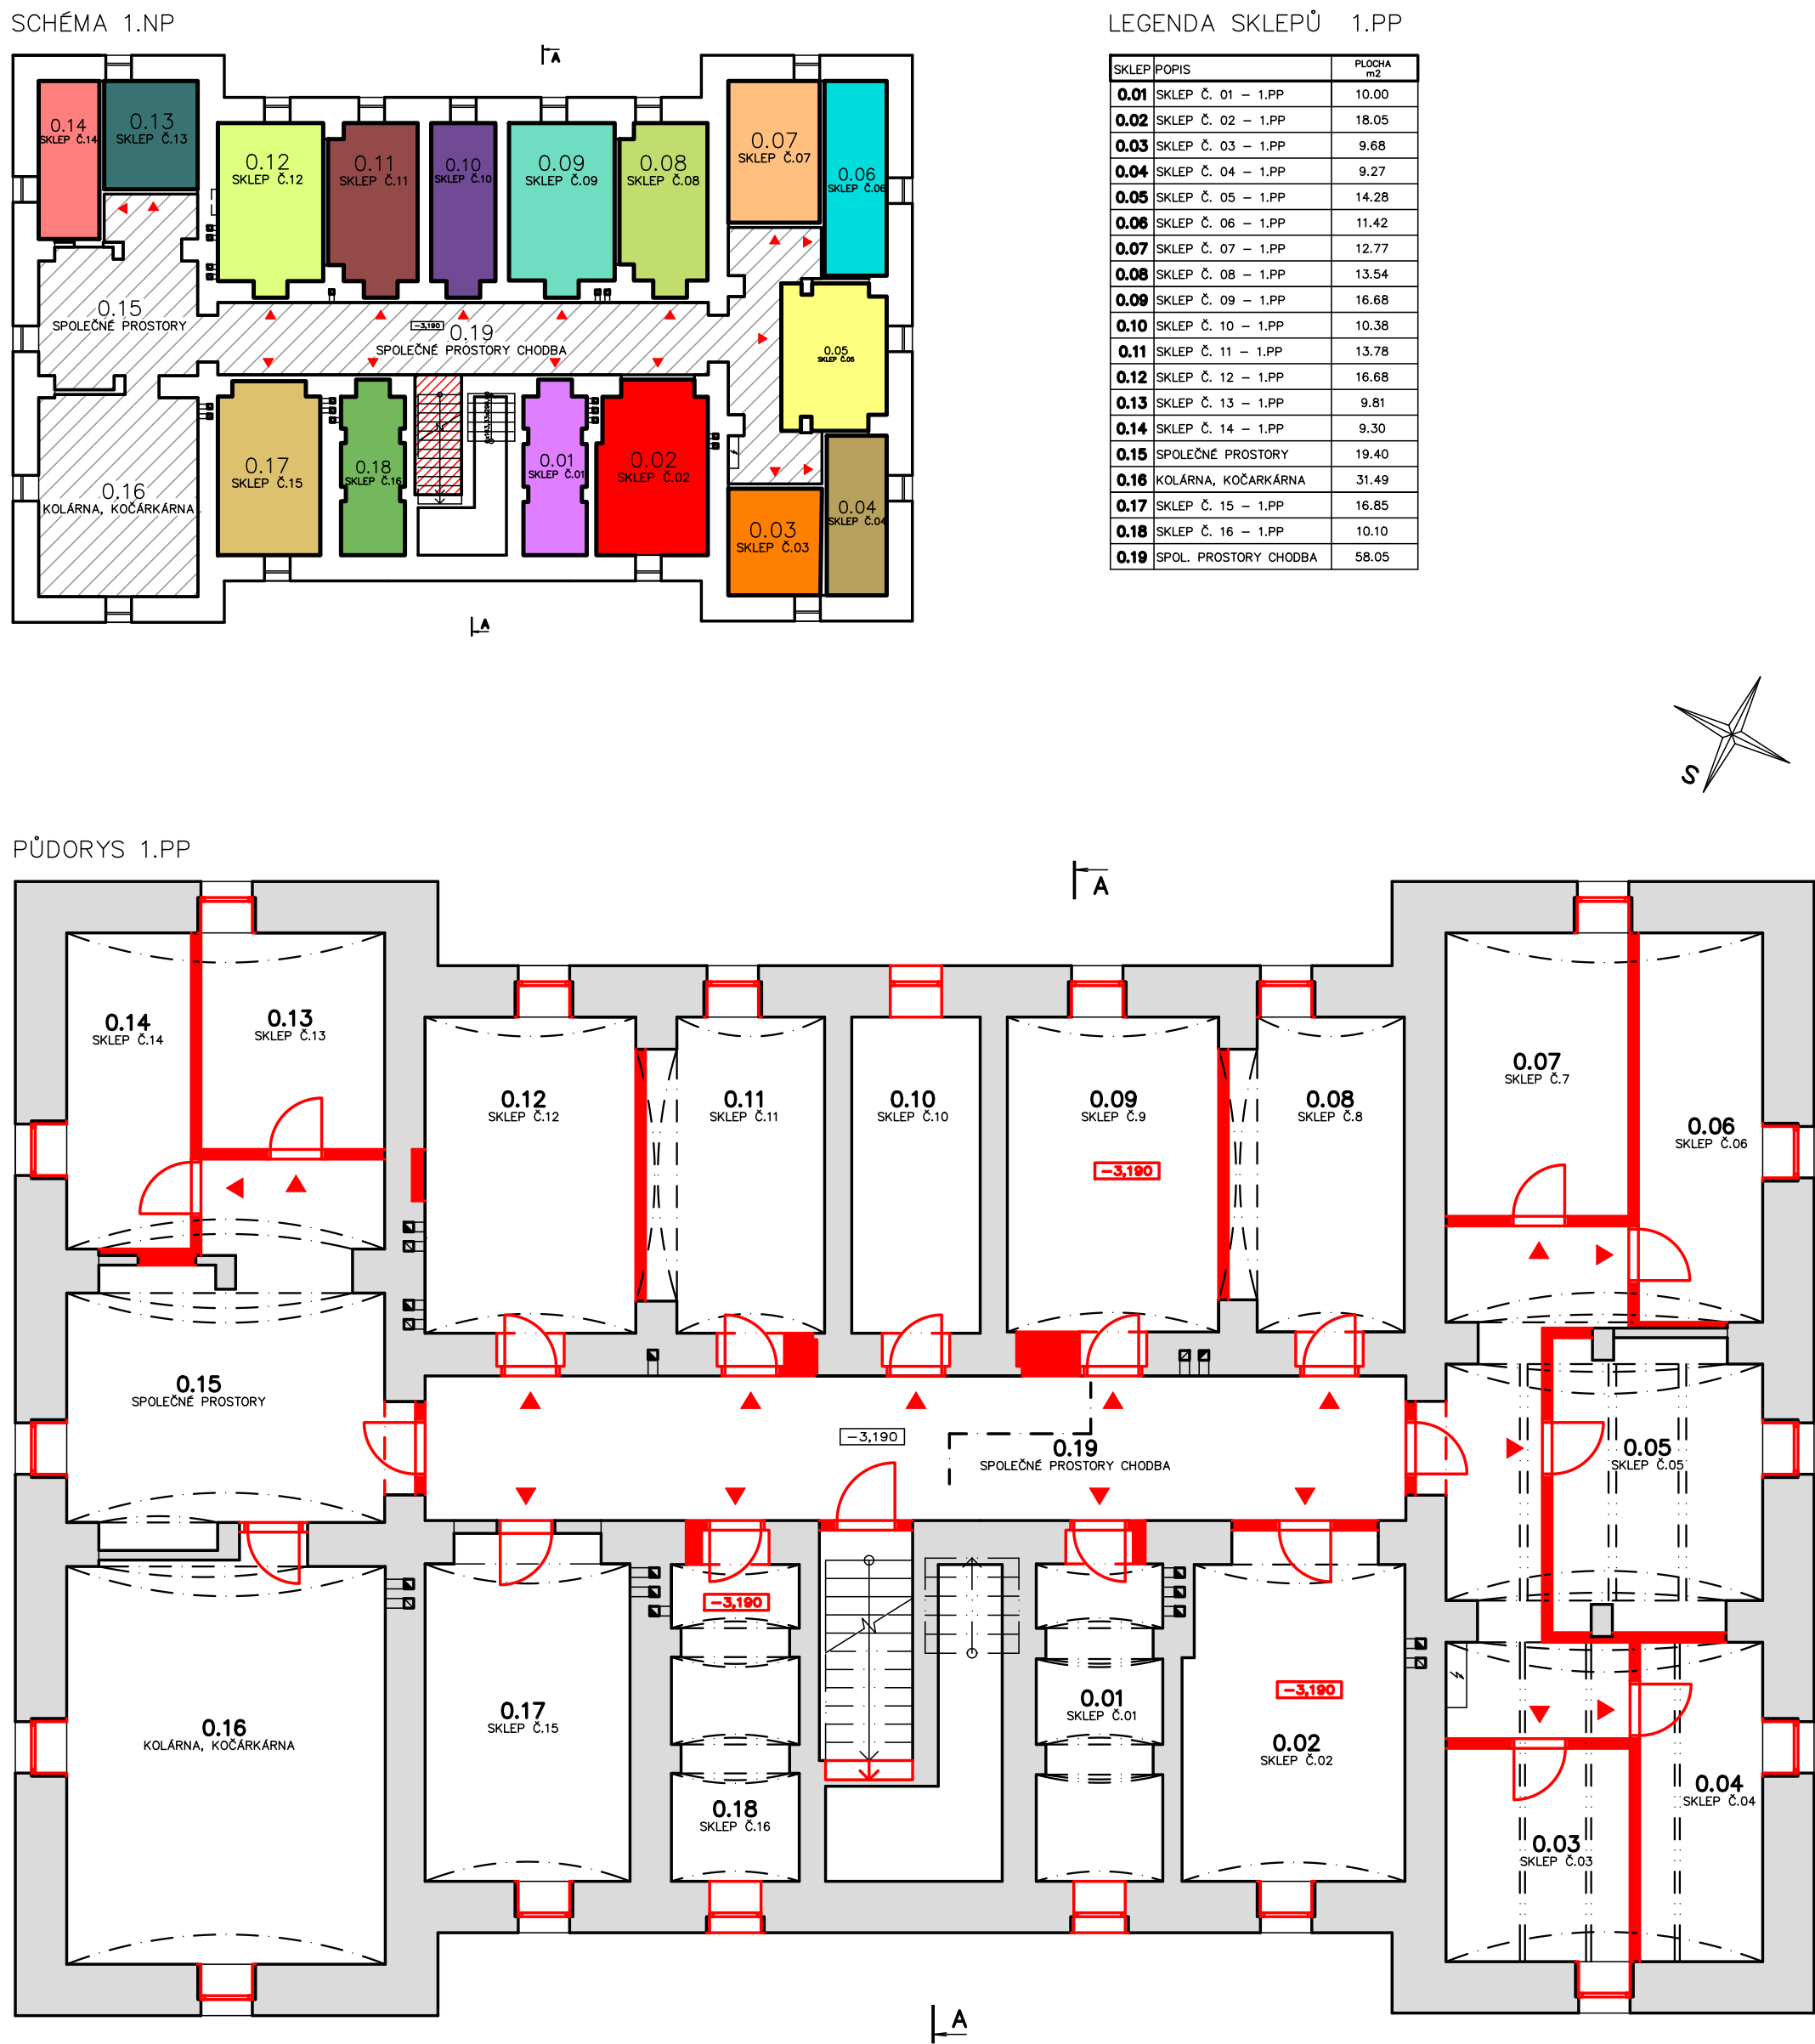 SCHÉMA 1.NP
A
0.14
SKLEP Č.14
0.13
SKLEP Č.13
0.12
SKLEP Č.12
0.11
SKLEP Č.11
0.10
SKLEP Č.10
0.09
SKLEP Č.09
0.08
SKLEP Č.08
0.07
SKLEP Č.07
0.06
SKLEP Č.06
0.15
SPOLEČNÉ PROSTORY
-3,190
0.19
SPOLEČNÉ PROSTORY CHODBA
0.05
SKLEP Č.05
0.16
KOLÁRNA, KOČÁRKÁRNA
0.17
SKLEP Č.15
0.18
SKLEP Č.16
0.01
SKLEP Č.01
0.02
SKLEP Č.02
0.03
SKLEP Č.03
0.04
SKLEP Č.04
A
LEGENDA SKLEPŮ 1.PP
SKLEP POPIS PLOCHA m2
0.01 SKLEP Č. 01 – 1.PP 10.00
0.02 SKLEP Č. 02 – 1.PP 18.05
0.03 SKLEP Č. 03 – 1.PP 9.68
0.04 SKLEP Č. 04 – 1.PP 9.27
0.05 SKLEP Č. 05 – 1.PP 14.28
0.06 SKLEP Č. 06 – 1.PP 11.42
0.07 SKLEP Č. 07 – 1.PP 12.77
0.08 SKLEP Č. 08 – 1.PP 13.54
0.09 SKLEP Č. 09 – 1.PP 16.68
0.10 SKLEP Č. 10 – 1.PP 10.38
0.11 SKLEP Č. 11 – 1.PP 13.78
0.12 SKLEP Č. 12 – 1.PP 16.68
0.13 SKLEP Č. 13 – 1.PP 9.81
0.14 SKLEP Č. 14 – 1.PP 9.30
0.15 SPOLEČNÉ PROSTORY 19.40
0.16 KOLÁRNA, KOČARKÁRNA 31.49
0.17 SKLEP Č. 15 – 1.PP 16.85
0.18 SKLEP Č. 16 – 1.PP 10.10
0.19 SPOL. PROSTORY CHODBA 58.05
S
PŮDORYS 1.PP
A
0.14
SKLEP Č.14
0.13
SKLEP Č.13
0.12
SKLEP Č.12
0.11
SKLEP Č.11
0.10
SKLEP Č.10
0.09
SKLEP Č.9
-3,190
0.08
SKLEP Č.8
0.07
SKLEP Č.7
0.06
SKLEP Č.06
0.15
SPOLEČNÉ PROSTORY
-3,190
0.19
SPOLEČNÉ PROSTORY CHODBA
0.05
SKLEP Č.05
-3,190
0.16
KOLÁRNA, KOČÁRKÁRNA
0.17
SKLEP Č.15
0.18
SKLEP Č.16
0.01
SKLEP Č.01
-3,190
0.02
SKLEP Č.02
0.03
SKLEP Č.03
0.04
SKLEP Č.04
A